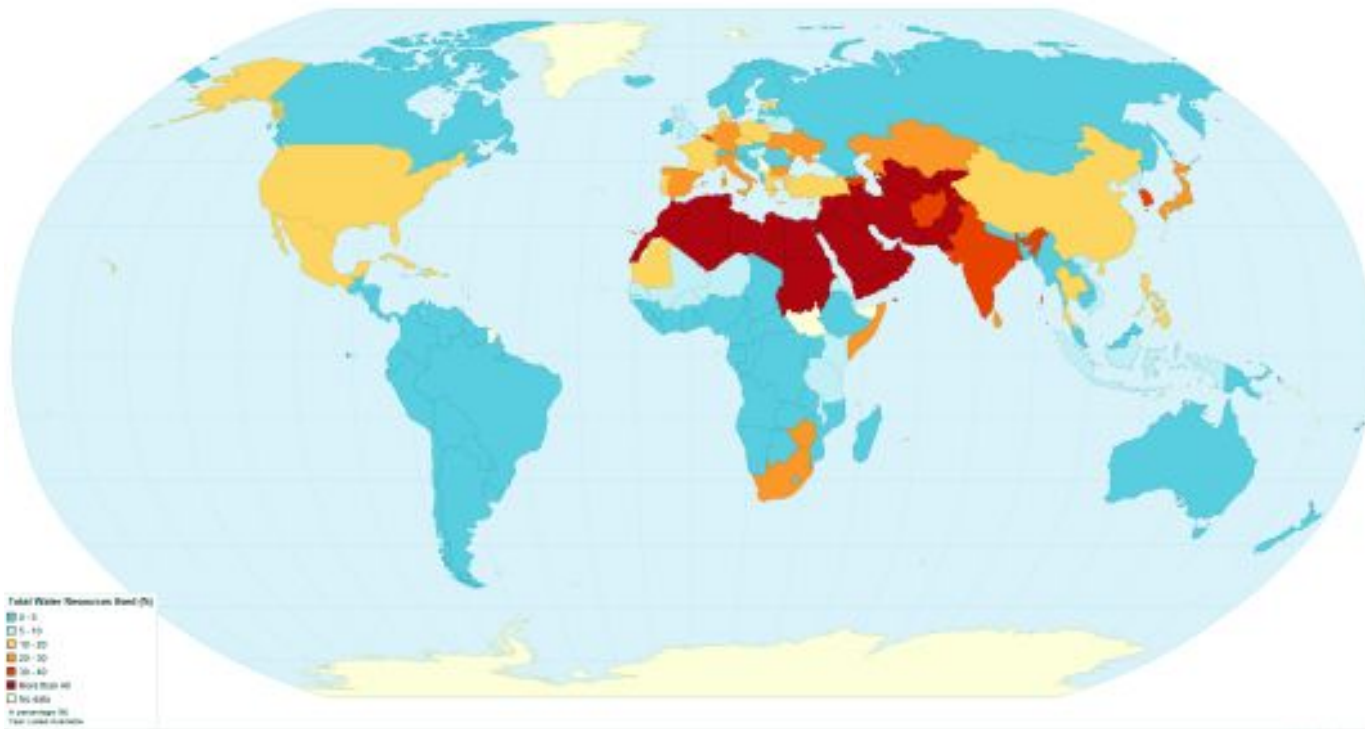 Total Water Resources Used (%)
0 - 5
5 - 10
10 - 20
20 - 30
30 - 40
More than 40
No data